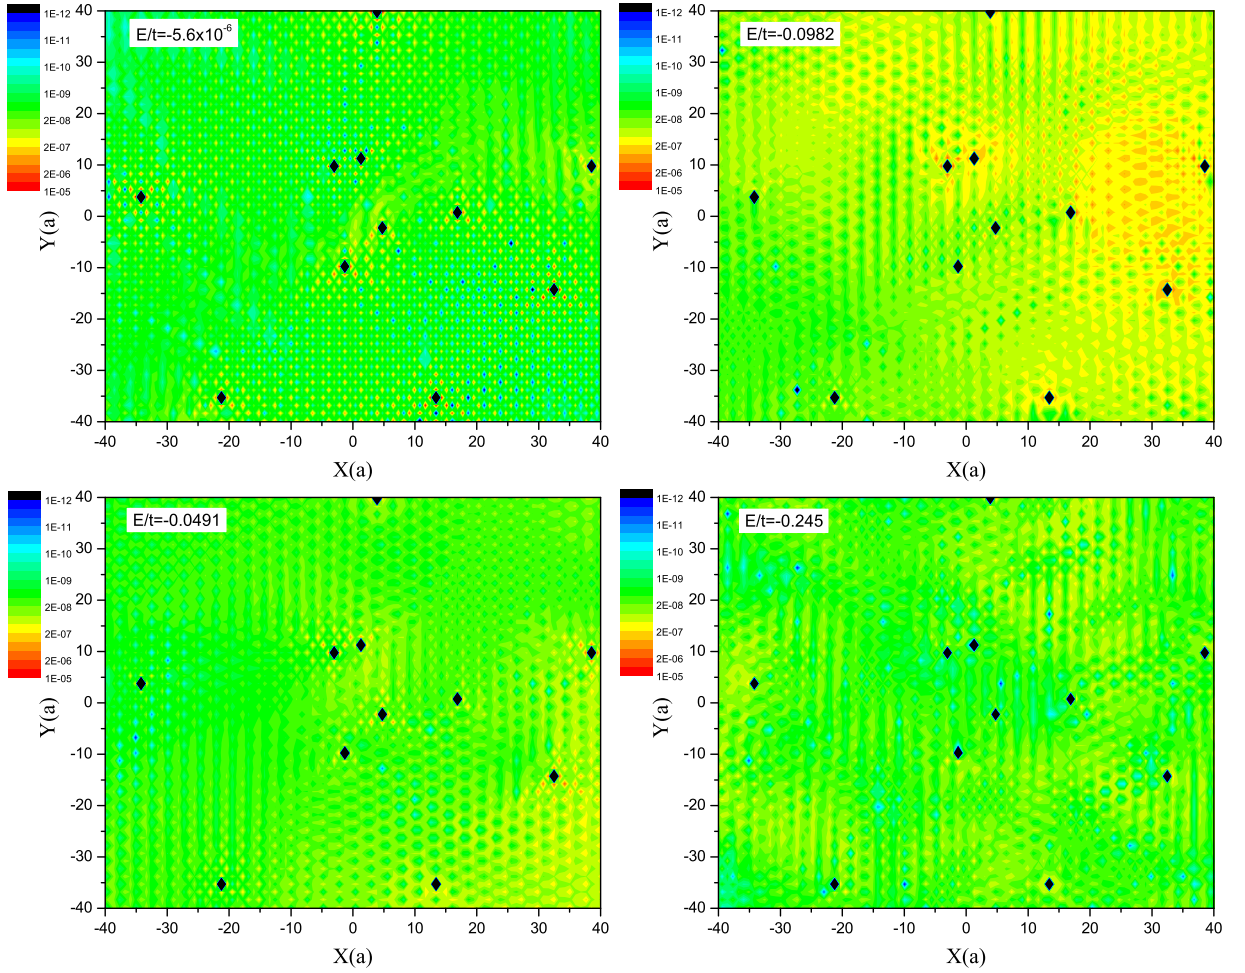 1E-12
1E-11
1E-10
1E-09
2E-08
2E-07
2E-06
1E-05
E/t=-5.6x10⁻⁶
40
30
20
10
0
-10
-20
-30
-40
Y(a)
-40 -30 -20 -10 0 10 20 30 40
X(a)
1E-12
1E-11
1E-10
1E-09
2E-08
2E-07
2E-06
1E-05
E/t=-0.0982
40
30
20
10
0
-10
-20
-30
-40
Y(a)
-40 -30 -20 -10 0 10 20 30 40
X(a)
1E-12
1E-11
1E-10
1E-09
2E-08
2E-07
2E-06
1E-05
E/t=-0.0491
40
30
20
10
0
-10
-20
-30
-40
Y(a)
-40 -30 -20 -10 0 10 20 30 40
X(a)
1E-12
1E-11
1E-10
1E-09
2E-08
2E-07
2E-06
1E-05
E/t=-0.245
40
30
20
10
0
-10
-20
-30
-40
Y(a)
-40 -30 -20 -10 0 10 20 30 40
X(a)